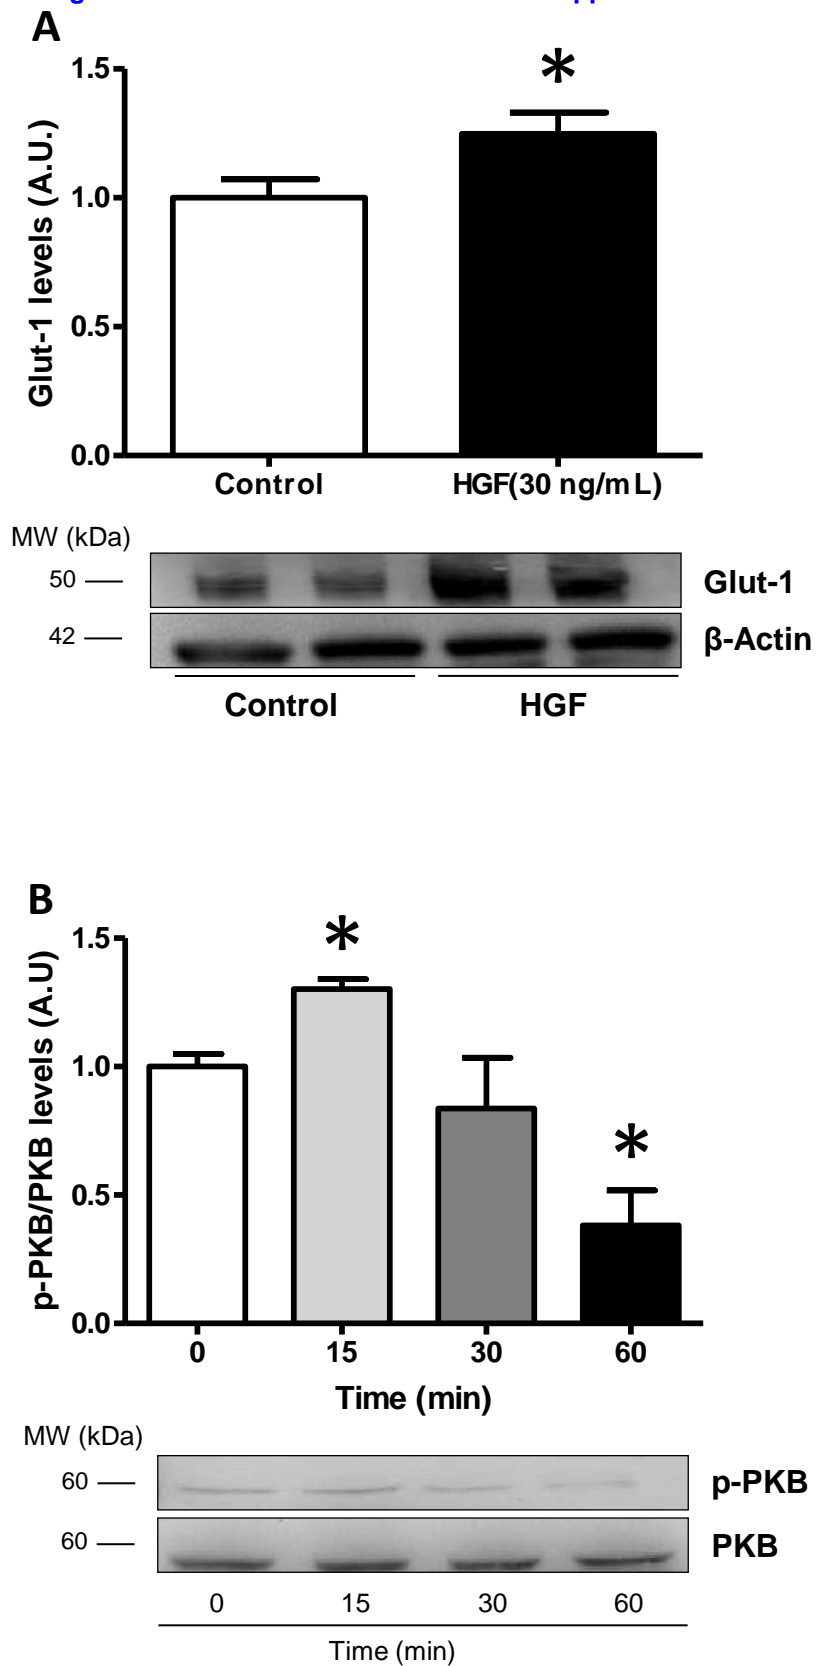 A
*
1.5
1.0
0.5
0.0
Glut-1 levels (A.U.)
Control HGF(30 ng/mL)
MW (kDa)
50 Glut-1
42 β-Actin
Control HGF
B
*
*
1.5
1.0
0.5
0.0
p-PKB/PKB levels (A.U)
0 15 30 60
Time (min)
MW (kDa)
60 p-PKB
60 PKB
0 15 30 60
Time (min)